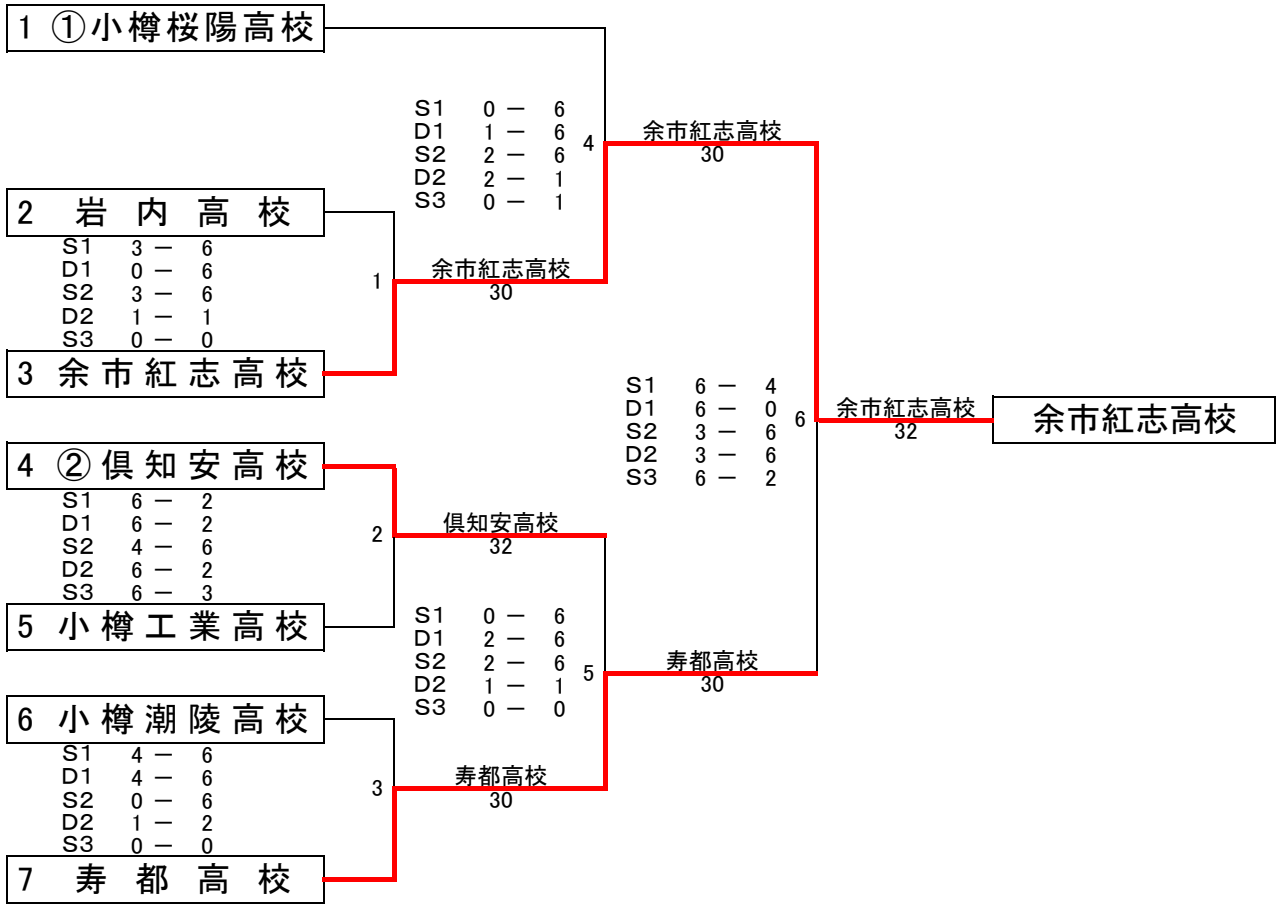 1 ①小樽桜陽高校
S1 0 － 6
D1 1 － 6
S2 2 － 6
D2 2 － 1
S3 0 － 1
4
余市紅志高校
30
2 岩内高校
S1 3 － 6
D1 0 － 6
S2 3 － 6
D2 1 － 1
S3 0 － 0
1
余市紅志高校
30
3 余市紅志高校
S1 6 － 4
D1 6 － 0
S2 3 － 6
D2 3 － 6
S3 6 － 2
6
余市紅志高校
32
余市紅志高校
4 ②倶知安高校
S1 6 － 2
D1 6 － 2
S2 4 － 6
D2 6 － 2
S3 6 － 3
2
倶知安高校
32
5 小樽工業高校
S1 0 － 6
D1 2 － 6
S2 2 － 6
D2 1 － 1
S3 0 － 0
5
寿都高校
30
6 小樽潮陵高校
S1 4 － 6
D1 4 － 6
S2 0 － 6
D2 1 － 2
S3 0 － 0
3
寿都高校
30
7 寿都高校